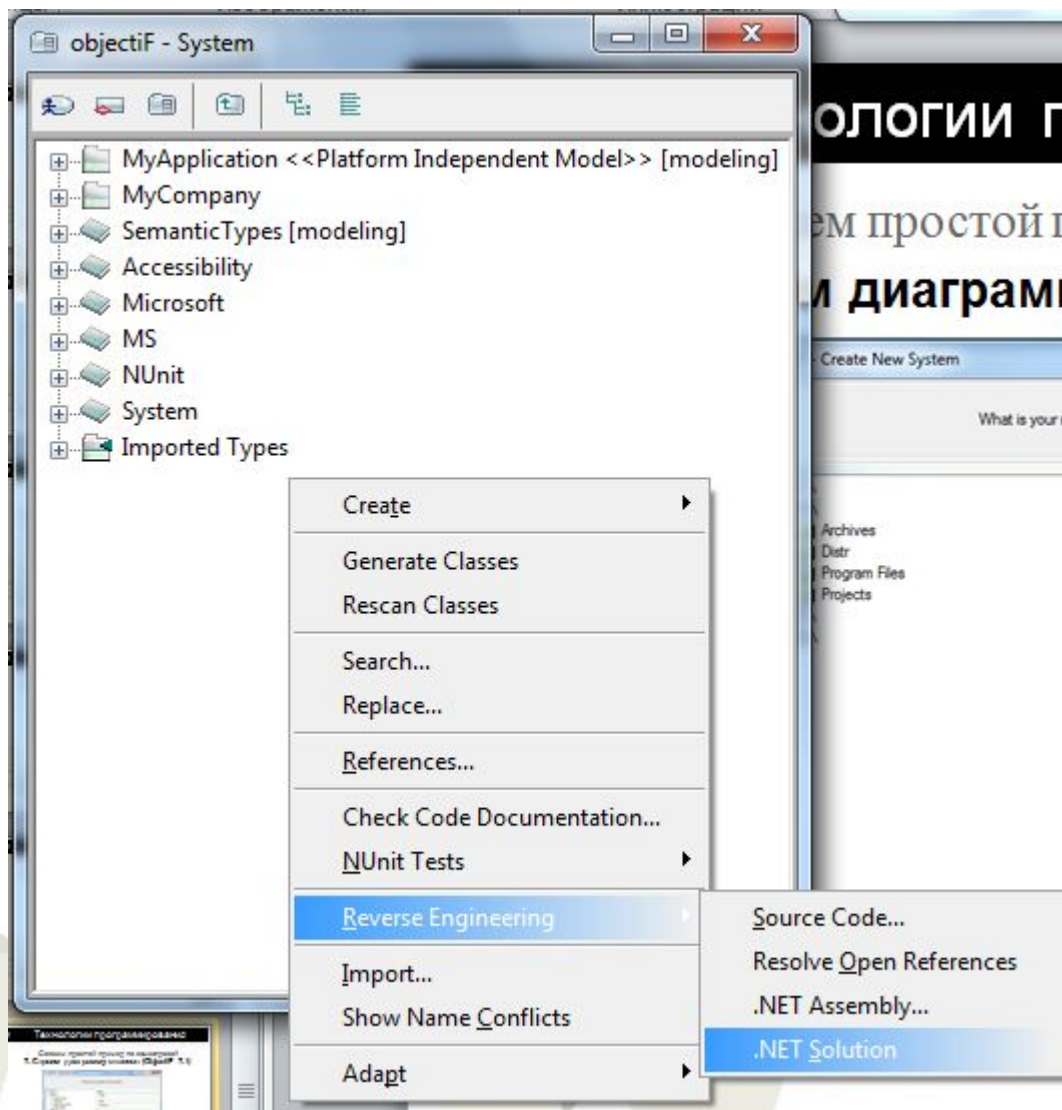 objectiF - System
MyApplication <<Platform Independent Model>> [modeling]
MyCompany
SemanticTypes [modeling]
Accessibility
Microsoft
MS
NUnit
System
Imported Types
Create
Generate Classes
Rescan Classes
Search...
Replace...
References...
Check Code Documentation...
NUnit Tests
Reverse Engineering
Import...
Show Name Conflicts
Adapt
Source Code...
Resolve Open References
.NET Assembly...
.NET Solution
ологии п
ем простой
диаграм
Create New System
What is your
Archives
Distr
Program Files
Projects
Технологии программирования